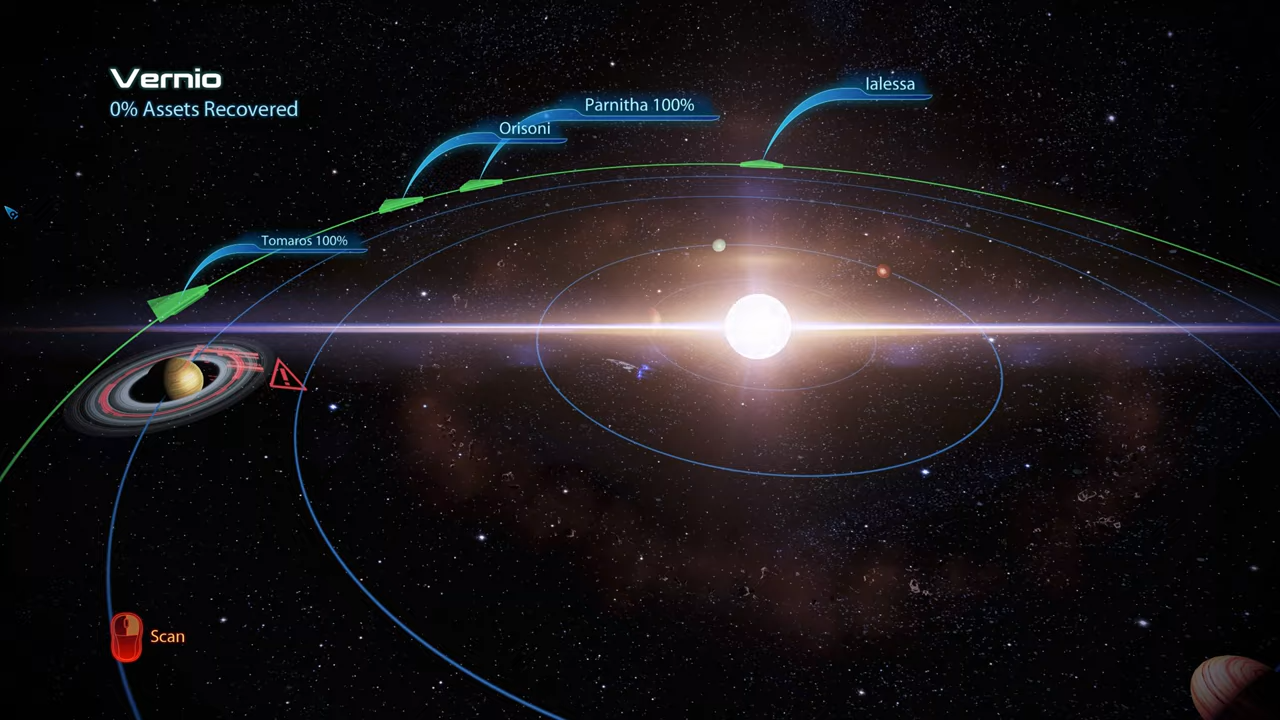 Vernio
0% Assets Recovered
Ialessa
Parnitha 100%
Orisoni
Tomaros 100%
Scan